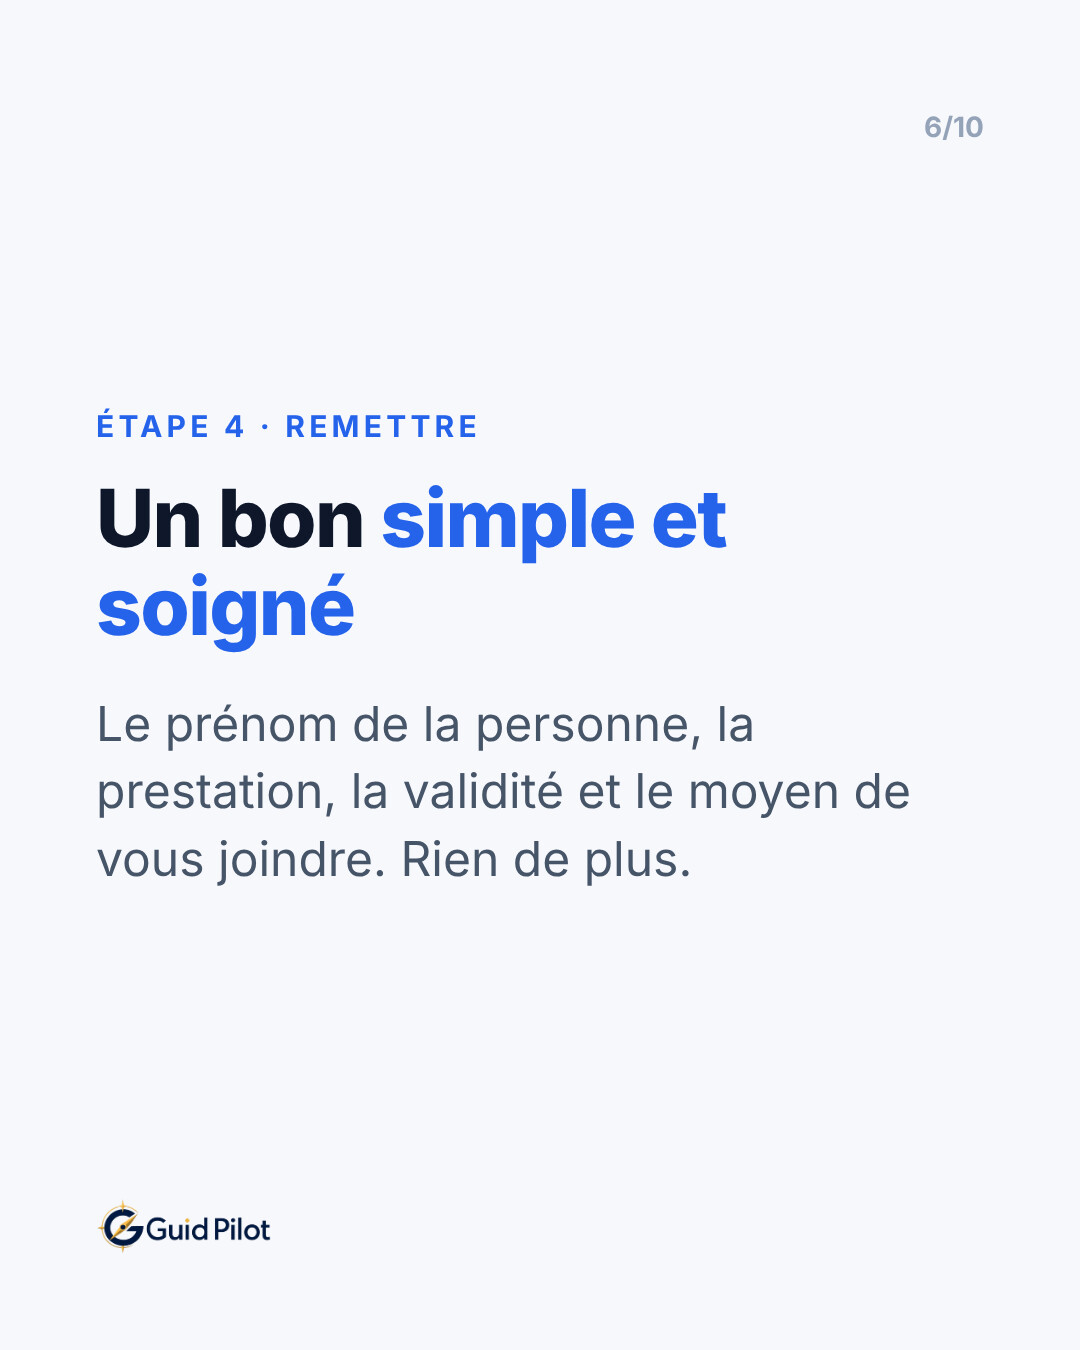 6/10
ÉTAPE 4 · REMETTRE
Un bon simple et
soigné
Le prénom de la personne, la
prestation, la validité et le moyen de
vous joindre. Rien de plus.
Guid Pilot